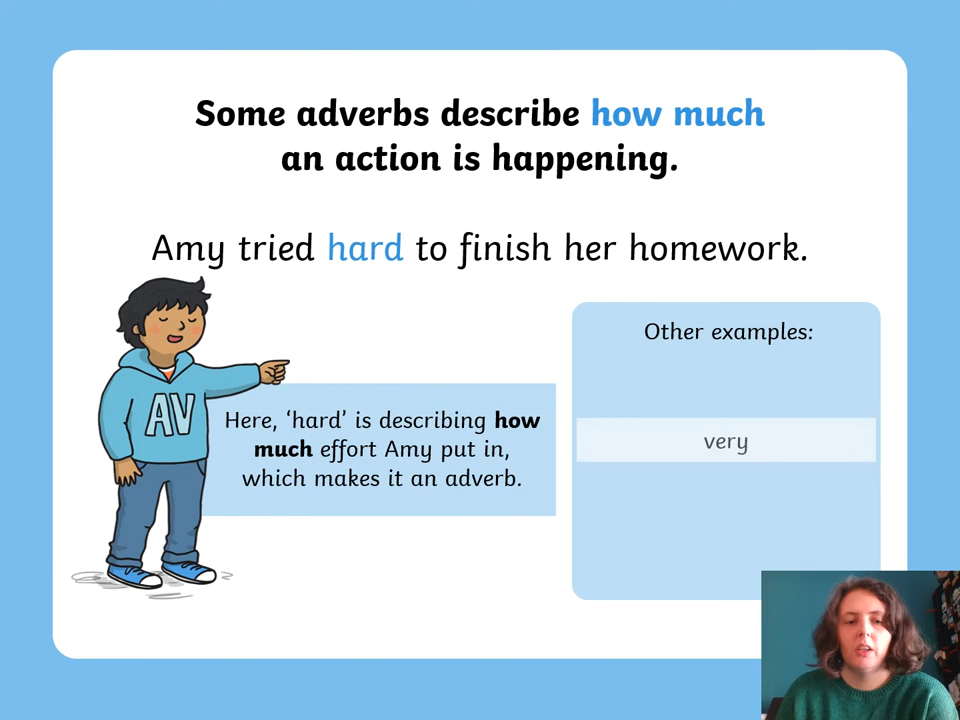 Some adverbs describe how much
an action is happening.
Amy tried hard to finish her homework.
AV
Here, ‘hard’ is describing how
much effort Amy put in,
which makes it an adverb.
Other examples:
very